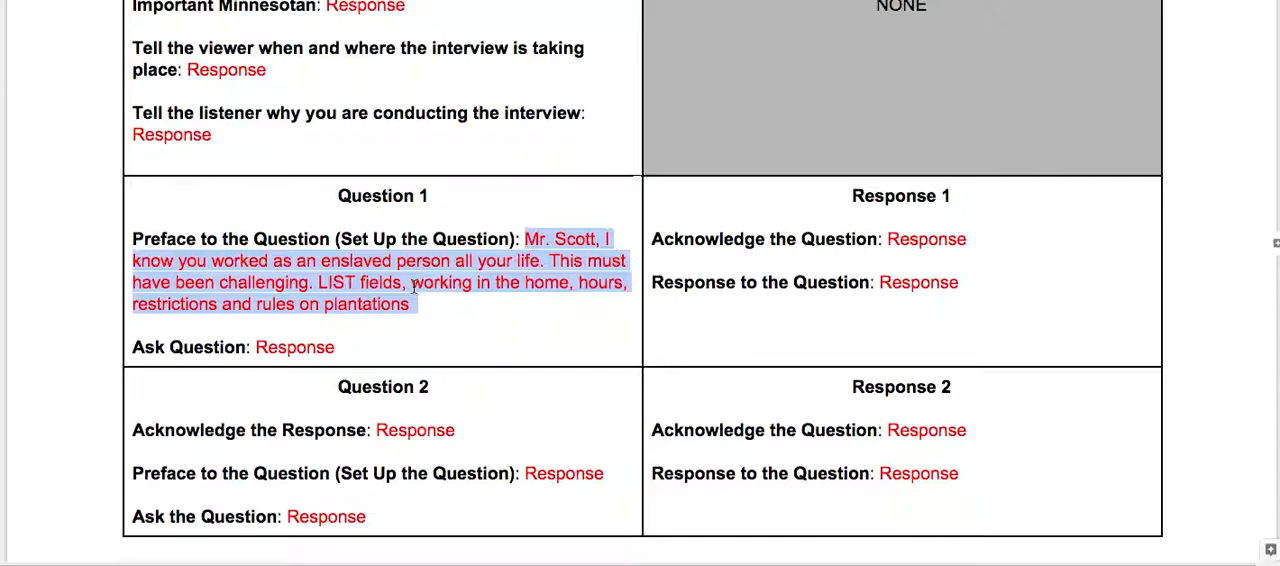 Important Minnesotan: Response
NONE
Tell the viewer when and where the interview is taking
place: Response
Tell the listener why you are conducting the interview:
Response
Question 1
Preface to the Question (Set Up the Question): Mr. Scott, I
know you worked as an enslaved person all your life. This must
have been challenging. LIST fields, working in the home, hours,
restrictions and rules on plantations
Ask Question: Response
Response 1
Acknowledge the Question: Response
Response to the Question: Response
Question 2
Acknowledge the Response: Response
Preface to the Question (Set Up the Question): Response
Ask the Question: Response
Response 2
Acknowledge the Question: Response
Response to the Question: Response